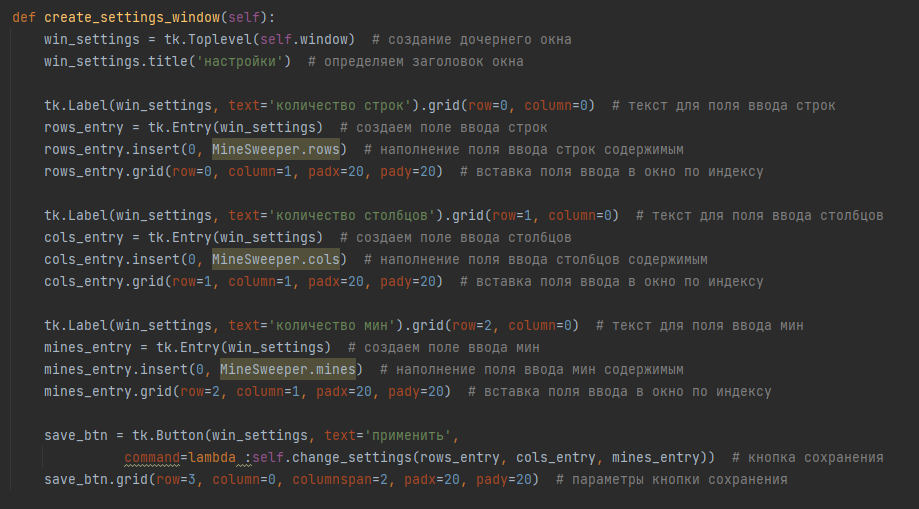 def create_settings_window(self):
    win_settings = tk.Toplevel(self.window)  # создание дочернего окна
    win_settings.title('настройки')  # определяем заголовок окна

    tk.Label(win_settings, text='количество строк').grid(row=0, column=0)  # текст для поля ввода строк
    rows_entry = tk.Entry(win_settings)  # создаем поле ввода строк
    rows_entry.insert(0, MineSweeper.rows)  # наполнение поля ввода строк содержимым
    rows_entry.grid(row=0, column=1, padx=20, pady=20)  # вставка поля ввода в окно по индексу

    tk.Label(win_settings, text='количество столбцов').grid(row=1, column=0)  # текст для поля ввода столбцов
    cols_entry = tk.Entry(win_settings)  # создаем поле ввода столбцов
    cols_entry.insert(0, MineSweeper.cols)  # наполнение поля ввода столбцов содержимым
    cols_entry.grid(row=1, column=1, padx=20, pady=20)  # вставка поля ввода в окно по индексу

    tk.Label(win_settings, text='количество мин').grid(row=2, column=0)  # текст для поля ввода мин
    mines_entry = tk.Entry(win_settings)  # создаем поле ввода мин
    mines_entry.insert(0, MineSweeper.mines)  # наполнение поля ввода мин содержимым
    mines_entry.grid(row=2, column=1, padx=20, pady=20)  # вставка поля ввода в окно по индексу

    save_btn = tk.Button(win_settings, text='применить',
              command=lambda :self.change_settings(rows_entry, cols_entry, mines_entry))  # кнопка сохранения
    save_btn.grid(row=3, column=0, columnspan=2, padx=20, pady=20)  # параметры кнопки сохранения